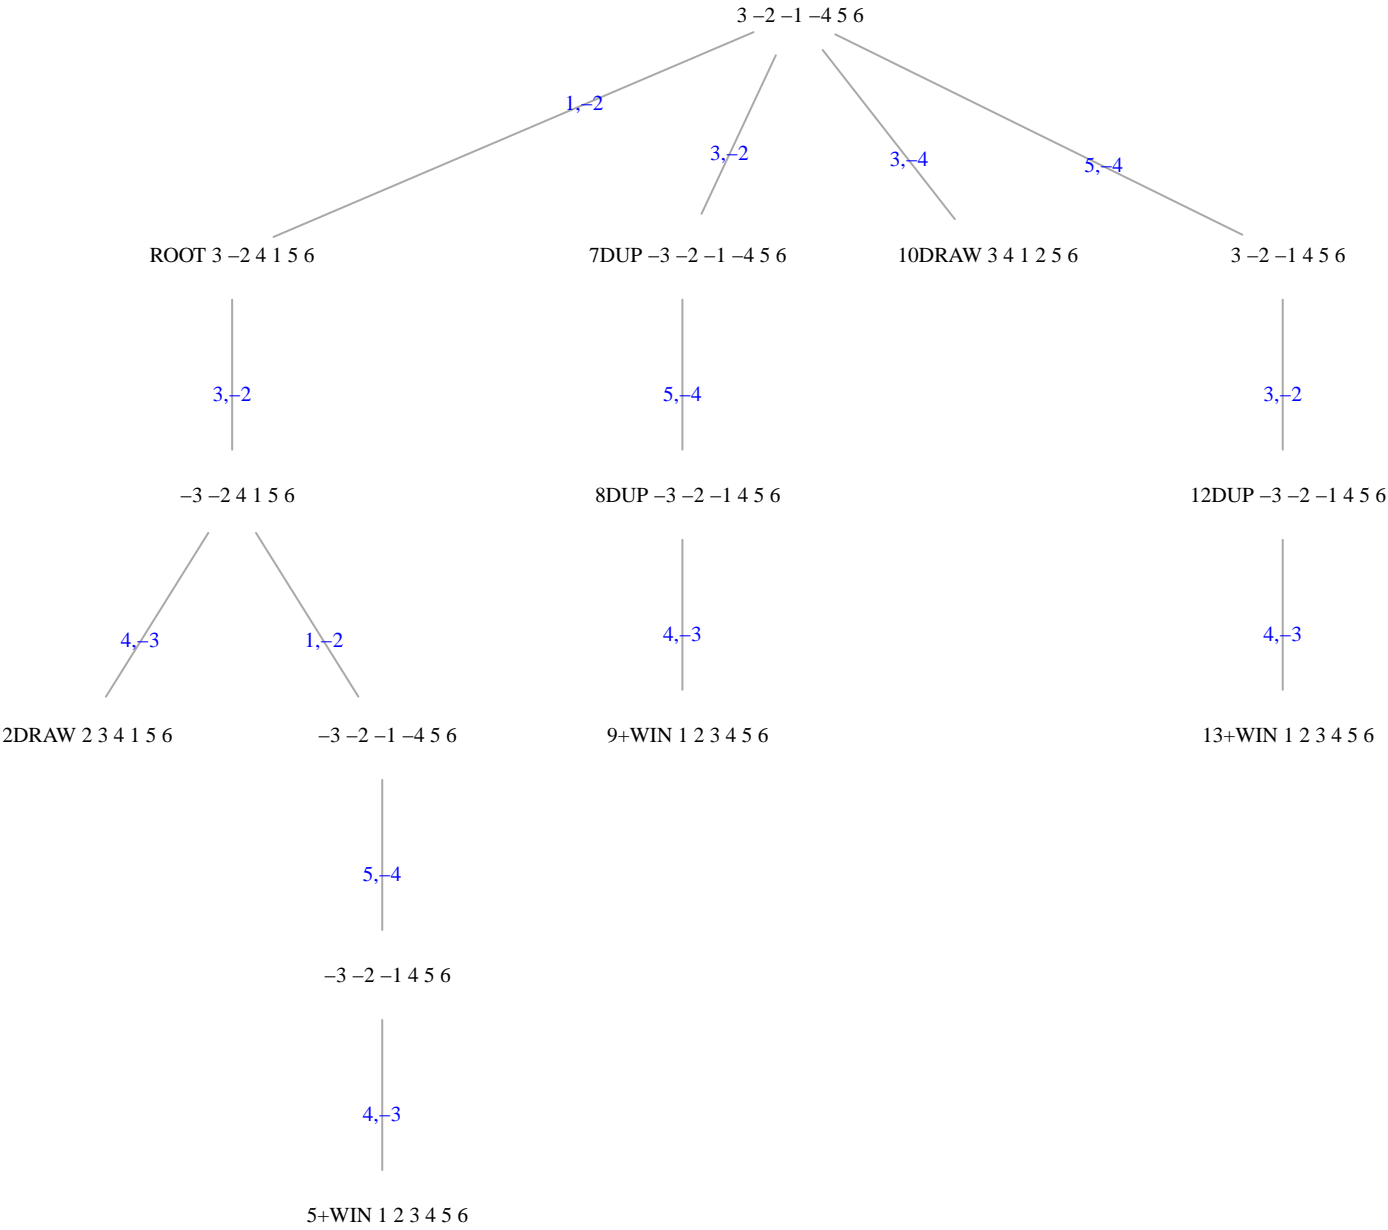 3 –2 –1 –4 5 6
1,–2
3,–2
3,–4
5,–4
ROOT 3 –2 4 1 5 6
7DUP –3 –2 –1 –4 5 6
10DRAW 3 4 1 2 5 6
3 –2 –1 4 5 6
3,–2
5,–4
3,–2
–3 –2 4 1 5 6
8DUP –3 –2 –1 4 5 6
12DUP –3 –2 –1 4 5 6
4,–3
1,–2
4,–3
4,–3
2DRAW 2 3 4 1 5 6
–3 –2 –1 –4 5 6
9+WIN 1 2 3 4 5 6
13+WIN 1 2 3 4 5 6
5,–4
–3 –2 –1 4 5 6
4,–3
5+WIN 1 2 3 4 5 6